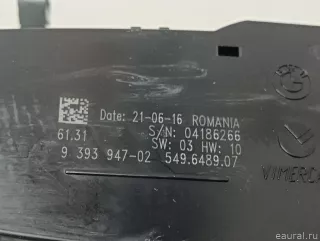 Date: 21-06-16 ROMANIA
61.31 S/N: 04186266
SW: 03 HW: 10
9 393 947-02 549.6489.07
VIMERC
eaural.ru